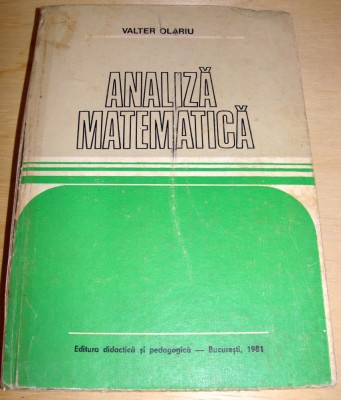 VALTER OLARIU
ANALIZĂ
MATEMATICĂ
Editura didactică și pedagogică — București, 1981